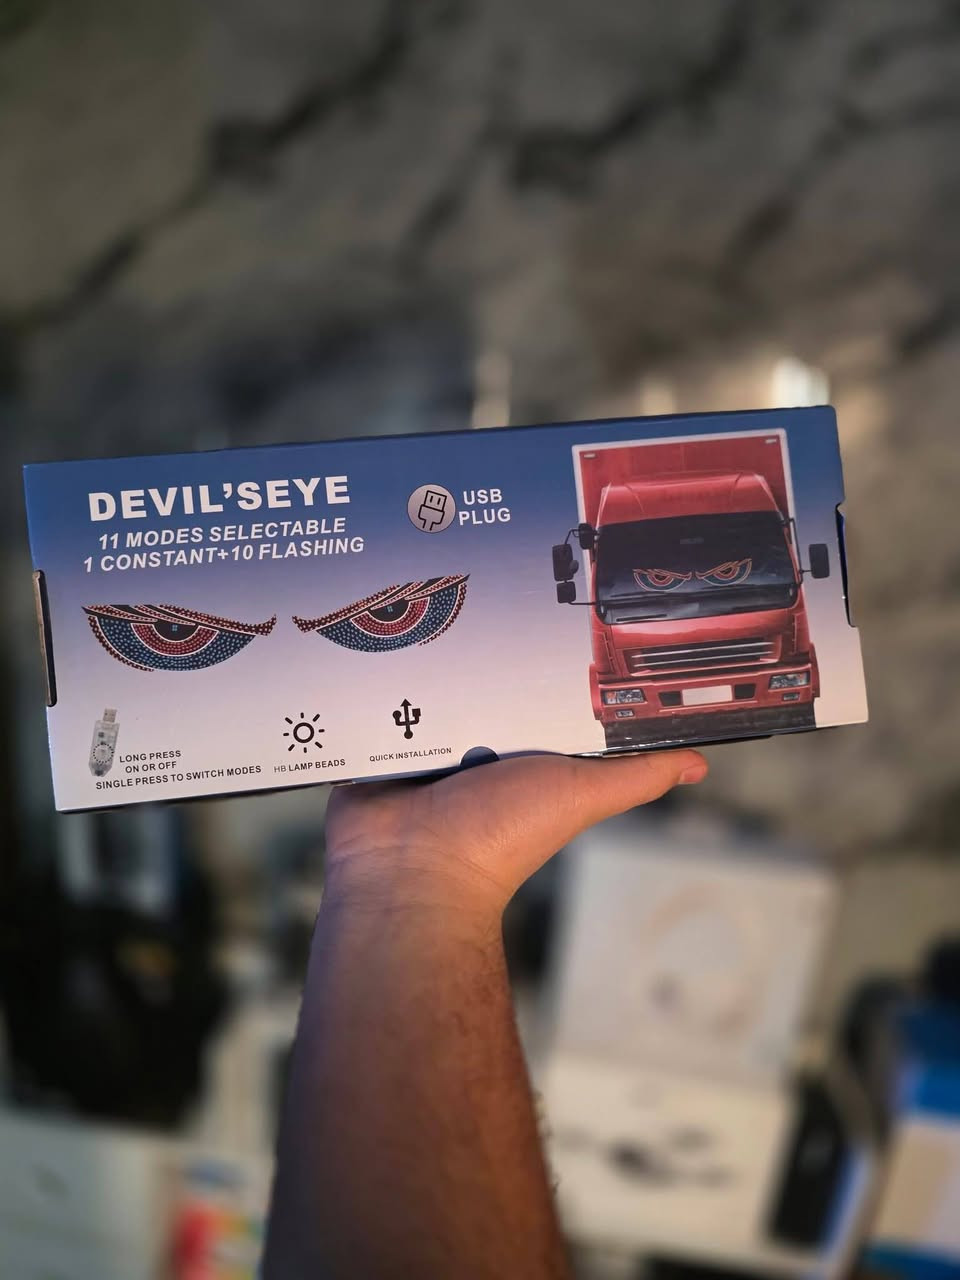 DEVIL'SEYE
11 MODES SELECTABLE
1 CONSTANT+10 FLASHING
USB
PLUG
LONG PRESS
ON OR OFF
SINGLE PRESS TO SWITCH MODES
HB LAMP BEADS
QUICK INSTALLATION